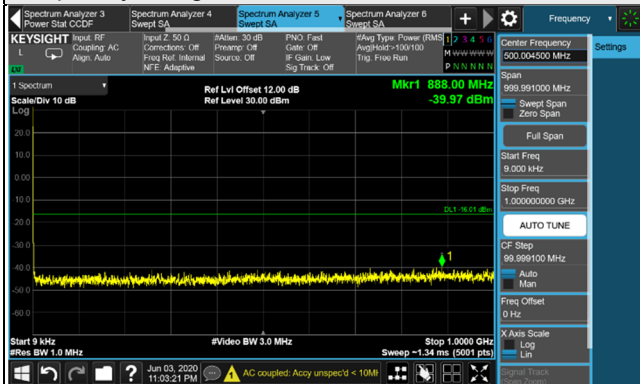 Spectrum Analyzer 3
Power Stat CCDF
Spectrum Analyzer 4
Swept SA
Spectrum Analyzer 5
Swept SA
Spectrum Analyzer 6
Swept SA
+
Frequency
KEYSIGHT
L
LV
Input: RF
Coupling: AC
Align: Auto
Input Z: 50 Ω
Corrections: Off
Freq Ref: Internal
NFE: Adaptive
#Atten: 30 dB
Preamp: Off
Source: Off
PNO: Fast
Gate: Off
IF Gain: Low
Sig Track: Off
#Avg Type: Power (RMS
Avg|Hold:>100/100
Trig: Free Run
1 2 3 4 5 6
M W W W W W
P N N N N N
1 Spectrum
Scale/Div 10 dB
Log
Ref Lvl Offset 12.00 dB
Ref Level 30.00 dBm
Mkr1 888.00 MHz
-39.97 dBm
20.0
10.0
0.00
-10.0
-20.0
-30.0
-40.0
-50.0
-60.0
DL1 -16.01 dBm
1
Start 9 kHz
#Res BW 1.0 MHz
#Video BW 3.0 MHz
Stop 1.0000 GHz
Sweep ~1.34 ms (5001 pts)
Center Frequency
500.004500 MHz
Span
999.991000 MHz
Swept Span
Zero Span
Full Span
Start Freq
9.000 kHz
Stop Freq
1.000000000 GHz
AUTO TUNE
CF Step
99.999100 MHz
Auto
Man
Freq Offset
0 Hz
X Axis Scale
Log
Lin
Signal Track
(Span Zoom)
Settings
?
Jun 03, 2020
11:03:21 PM
AC coupled: Accy unspec'd < 10MH